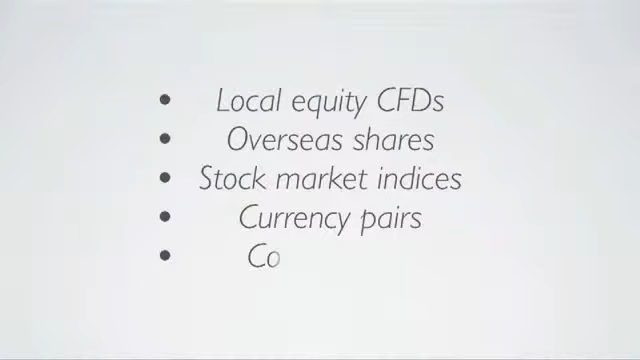 • Local equity CFDs
• Overseas shares
• Stock market indices
• Currency pairs
• Co